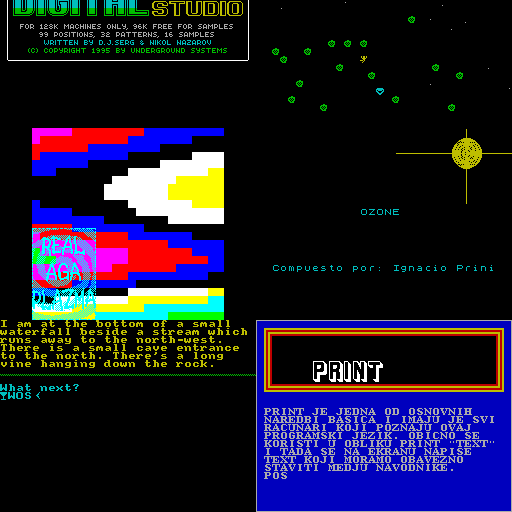 DIGITAL
STUDIO
FOR 128K MACHINES ONLY, 96K FREE FOR SAMPLES
99 POSITIONS, 32 PATTERNS, 16 SAMPLES
WRITTEN BY D.J.SERG & NIKOL NAZAROV
(C) COPYRIGHT 1995 BY UNDERGROUND SYSTEMS
OZONE
Compuesto por: Ignacio Prini
REAL
AGA
PLAZMA
I am at the bottom of a small
waterfall beside a stream which
runs away to the north-west.
There is a small cave entrance
to the north. There's a long
vine hanging down the rock.
What next?
WOS
PRINT
PRINT JE JEDNA OD OSNOVNIH
NAREDBI BASICA I IMAJU JE SVI
RACUNARI KOJI POZNAJU OVAJ
PROGRAMSKI JEZIK. OBICNO SE
KORISTI U OBLIKU PRINT "TEXT"
I TADA SE NA EKRANU NAPISE
TEXT KOJI MORAMO OBAVEZNO
STAVITI MEDJU NAVODNIKE.
POS